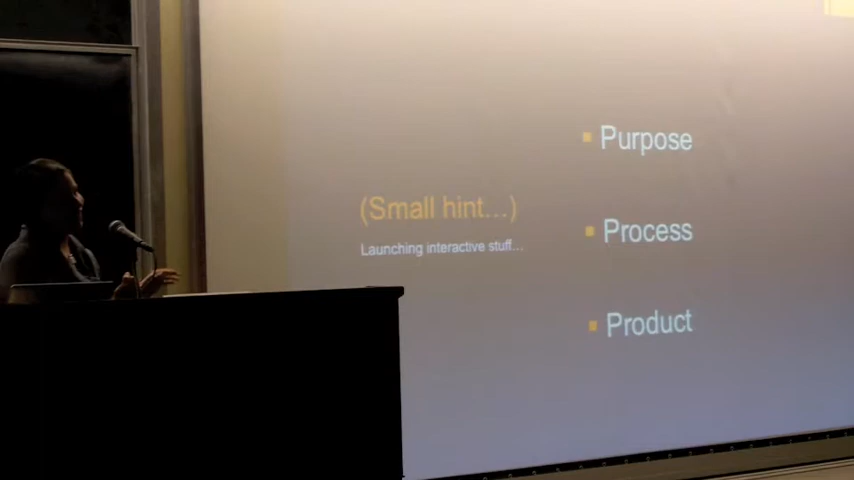 (Small hint...)
Launching interactive stuff...
Purpose
Process
Product